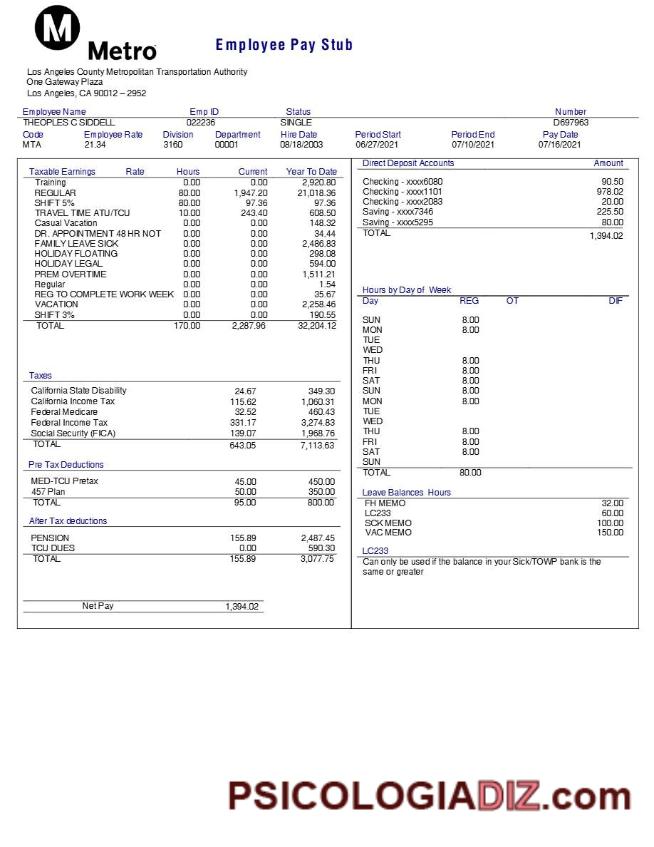 M
Metro
Employee Pay Stub
Los Angeles County Metropolitan Transportation Authority
One Gateway Plaza
Los Angeles, CA 90012 – 2952
Employee Name Emp ID Status Number
THEOPLES C SIDDELL 022236 SINGLE D697963
Code Employee Rate Division Department Hire Date Period Start Period End Pay Date
MTA 21.34 3160 00001 08/18/2003 06/27/2021 07/10/2021 07/16/2021
Taxable Earnings Rate Hours Current Year To Date
Training 0.00 0.00 2,920.80
REGULAR 80.00 1,947.20 21,018.36
SHIFT 5% 80.00 97.36 97.36
TRAVEL TIME ATU/TCU 10.00 243.40 608.50
Casual Vacation 0.00 0.00 148.32
DR. APPOINTMENT 48 HR NOT 0.00 0.00 34.44
FAMILY LEAVE SICK 0.00 0.00 2,486.83
HOLIDAY FLOATING 0.00 0.00 298.08
HOLIDAY LEGAL 0.00 0.00 594.00
PREM OVERTIME 0.00 0.00 1,511.21
Regular 0.00 0.00 1.54
REG TO COMPLETE WORK WEEK 0.00 0.00 35.67
VACATION 0.00 0.00 2,258.46
SHIFT 3% 0.00 0.00 190.55
TOTAL 170.00 2,287.96 32,204.12
Taxes
California State Disability 24.67 349.30
California Income Tax 115.62 1,060.31
Federal Medicare 32.52 460.43
Federal Income Tax 331.17 3,274.83
Social Security (FICA) 139.07 1,968.76
TOTAL 643.05 7,113.63
Pre Tax Deductions
MED-TCU Pretax 45.00 450.00
457 Plan 50.00 350.00
TOTAL 95.00 800.00
After Tax deductions
PENSION 155.89 2,487.45
TCU DUES 0.00 590.30
TOTAL 155.89 3,077.75
Net Pay 1,394.02
Direct Deposit Accounts Amount
Checking - xxxx6080 90.50
Checking - xxxx1101 978.02
Checking - xxxx2083 20.00
Saving - xxxx7346 225.50
Saving - xxxx5295 80.00
TOTAL 1,394.02
Hours by Day of Week
Day REG OT DIF
SUN 8.00
MON 8.00
TUE
WED
THU 8.00
FRI 8.00
SAT 8.00
SUN 8.00
MON 8.00
TUE
WED
THU 8.00
FRI 8.00
SAT 8.00
SUN
TOTAL 80.00
Leave Balances Hours
FH MEMO 32.00
LC233 60.00
SCK MEMO 100.00
VAC MEMO 150.00
LC233
Can only be used if the balance in your Sick/TOWP bank is the
same or greater
PSICOLOGIADIZ.com